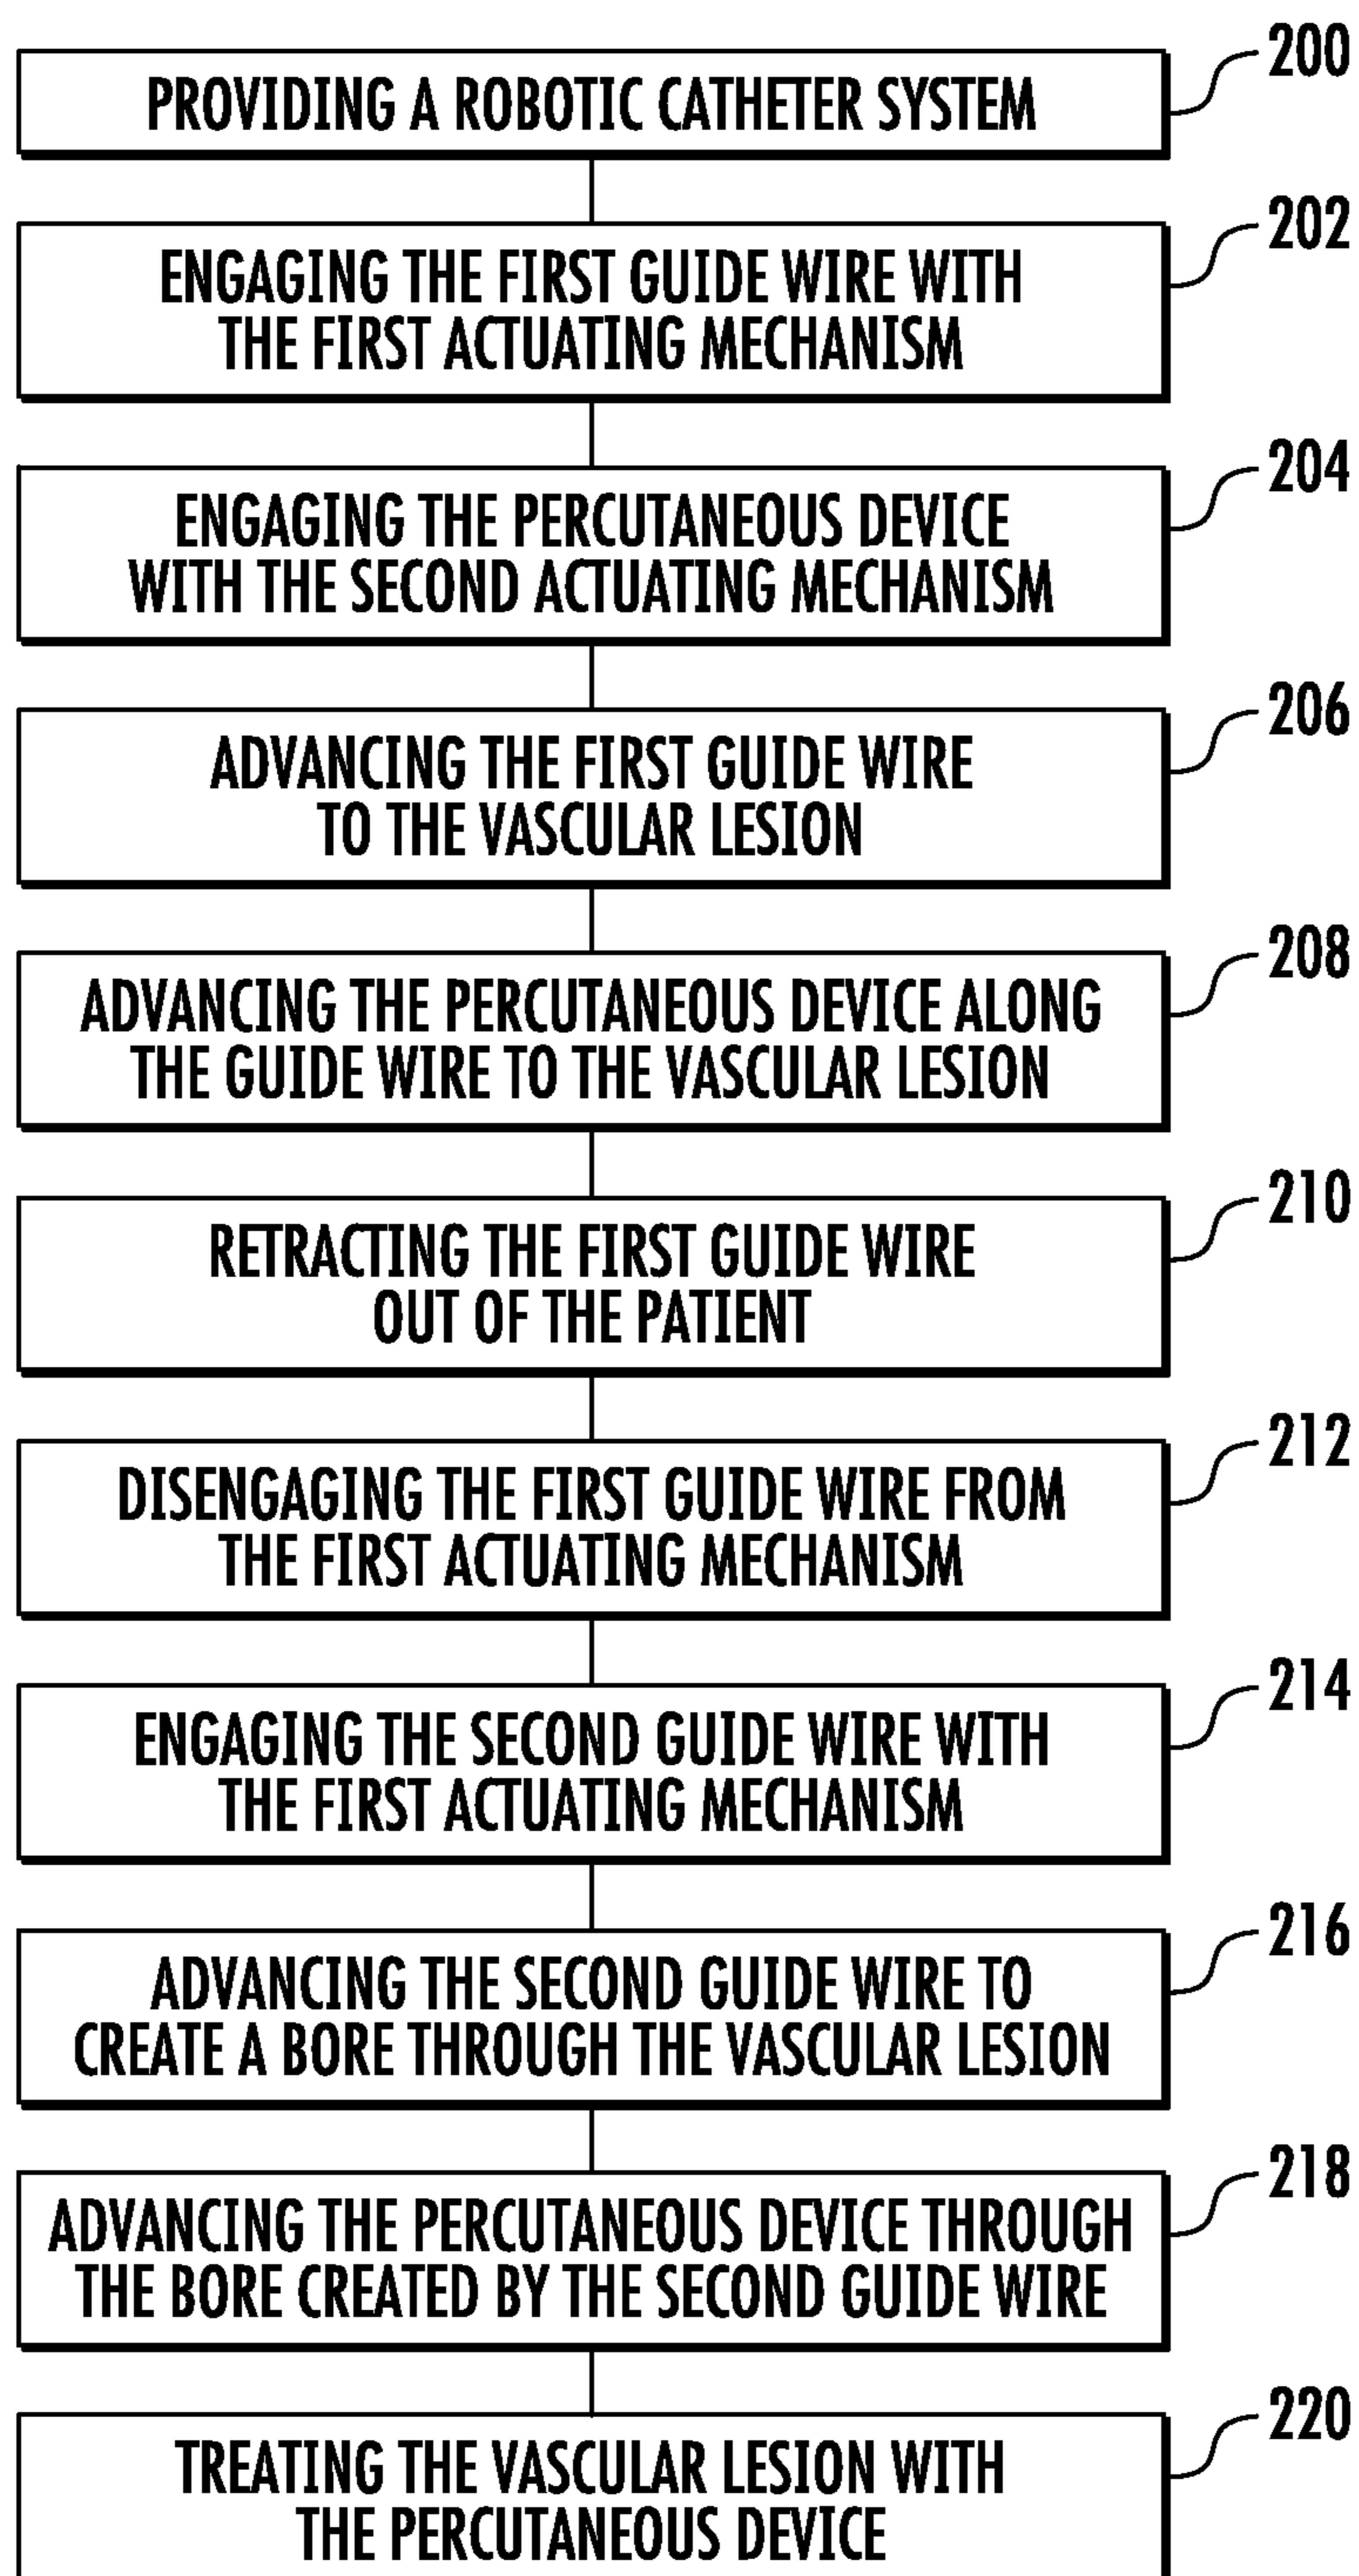 200
PROVIDING A ROBOTIC CATHETER SYSTEM
202
ENGAGING THE FIRST GUIDE WIRE WITH
THE FIRST ACTUATING MECHANISM
204
ENGAGING THE PERCUTANEOUS DEVICE
WITH THE SECOND ACTUATING MECHANISM
206
ADVANCING THE FIRST GUIDE WIRE
TO THE VASCULAR LESION
208
ADVANCING THE PERCUTANEOUS DEVICE ALONG
THE GUIDE WIRE TO THE VASCULAR LESION
210
RETRACTING THE FIRST GUIDE WIRE
OUT OF THE PATIENT
212
DISENGAGING THE FIRST GUIDE WIRE FROM
THE FIRST ACTUATING MECHANISM
214
ENGAGING THE SECOND GUIDE WIRE WITH
THE FIRST ACTUATING MECHANISM
216
ADVANCING THE SECOND GUIDE WIRE TO
CREATE A BORE THROUGH THE VASCULAR LESION
218
ADVANCING THE PERCUTANEOUS DEVICE THROUGH
THE BORE CREATED BY THE SECOND GUIDE WIRE
220
TREATING THE VASCULAR LESION WITH
THE PERCUTANEOUS DEVICE